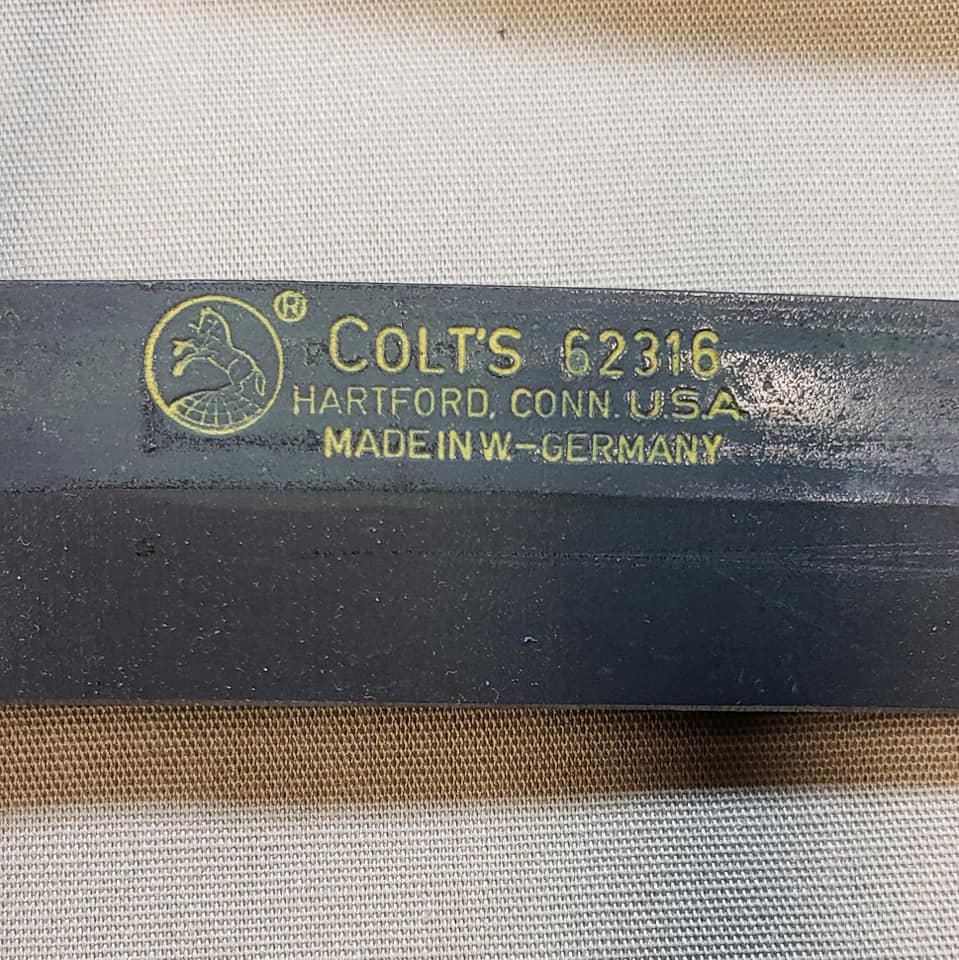 ® COLT'S 62316
HARTFORD, CONN. U.S.A.
MADE IN W.-GERMANY